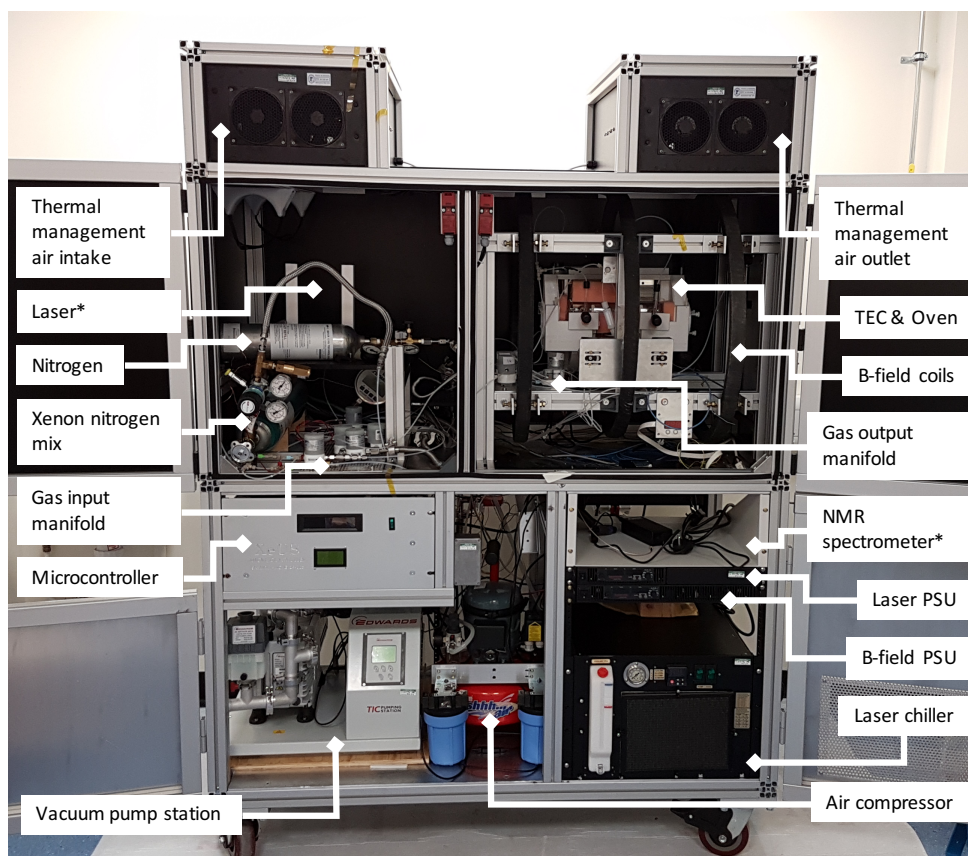 Thermal
management
air intake
Laser*
Nitrogen
Xenon nitrogen
mix
Gas input
manifold
Microcontroller
Vacuum pump station
Thermal
management
air outlet
TEC & Oven
B-field coils
Gas output
manifold
NMR
spectrometer*
Laser PSU
B-field PSU
Laser chiller
Air compressor
EDWARDS
TIC PUMPING
STATION
shhh
air